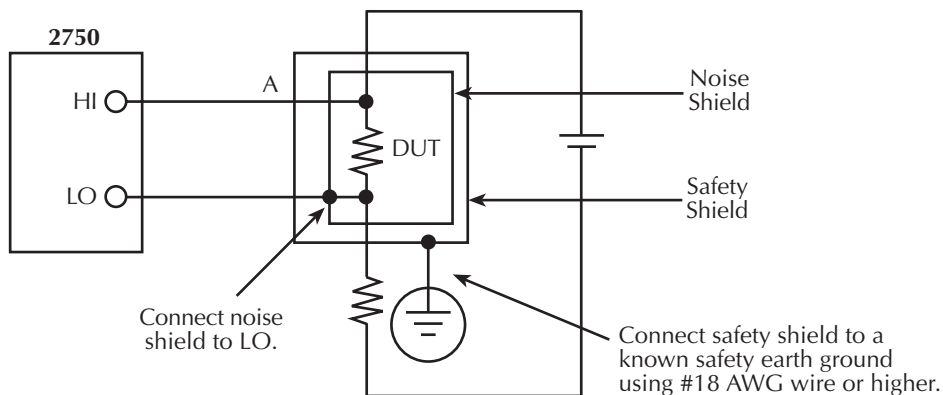 2750
HI
LO
A
DUT
Noise
Shield
Safety
Shield
Connect noise
shield to LO.
Connect safety shield to a
known safety earth ground
using #18 AWG wire or higher.